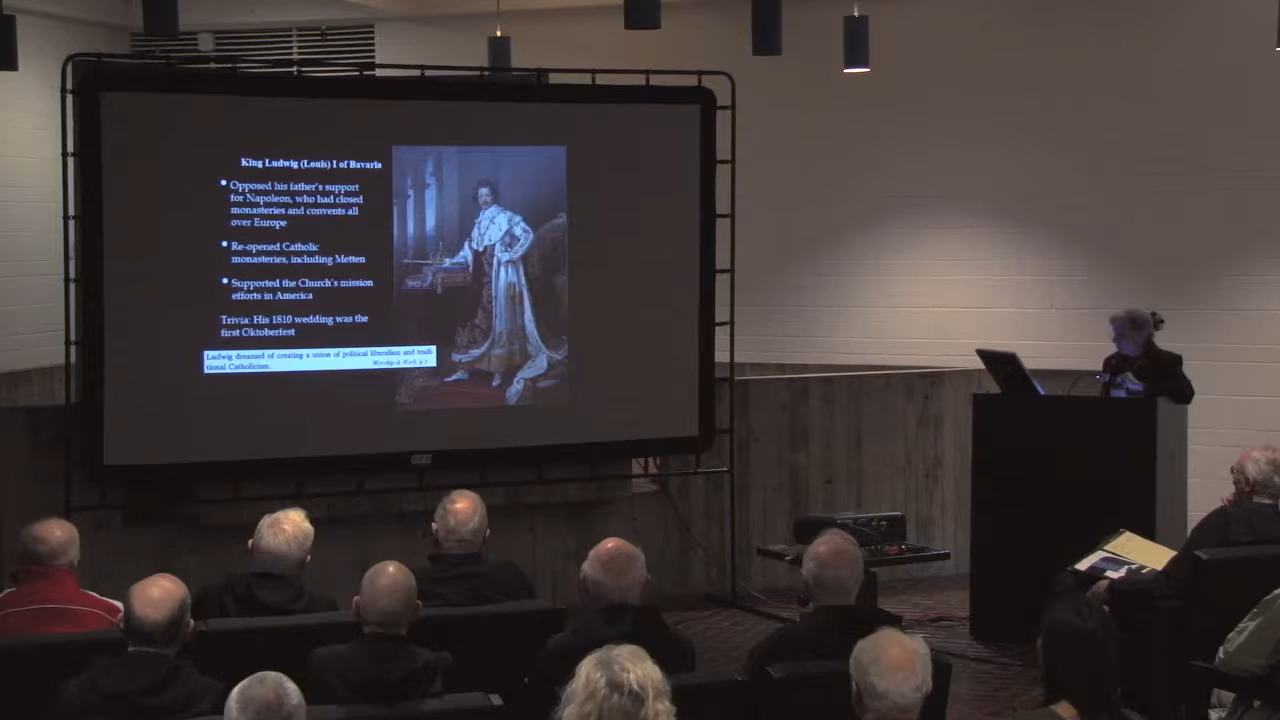 King Ludwig (Louis) I of Bavaria
Opposed his father's support
for Napoleon, who had closed
monasteries and convents all
over Europe
Re-opened Catholic
monasteries, including Metten
Supported the Church's mission
efforts in America
Trivia: His 1810 wedding was the
first Oktoberfest
Ludwig dreamed of creating a union of political liberalism and tradi-
tional Catholicism.
Worship & Work, p.